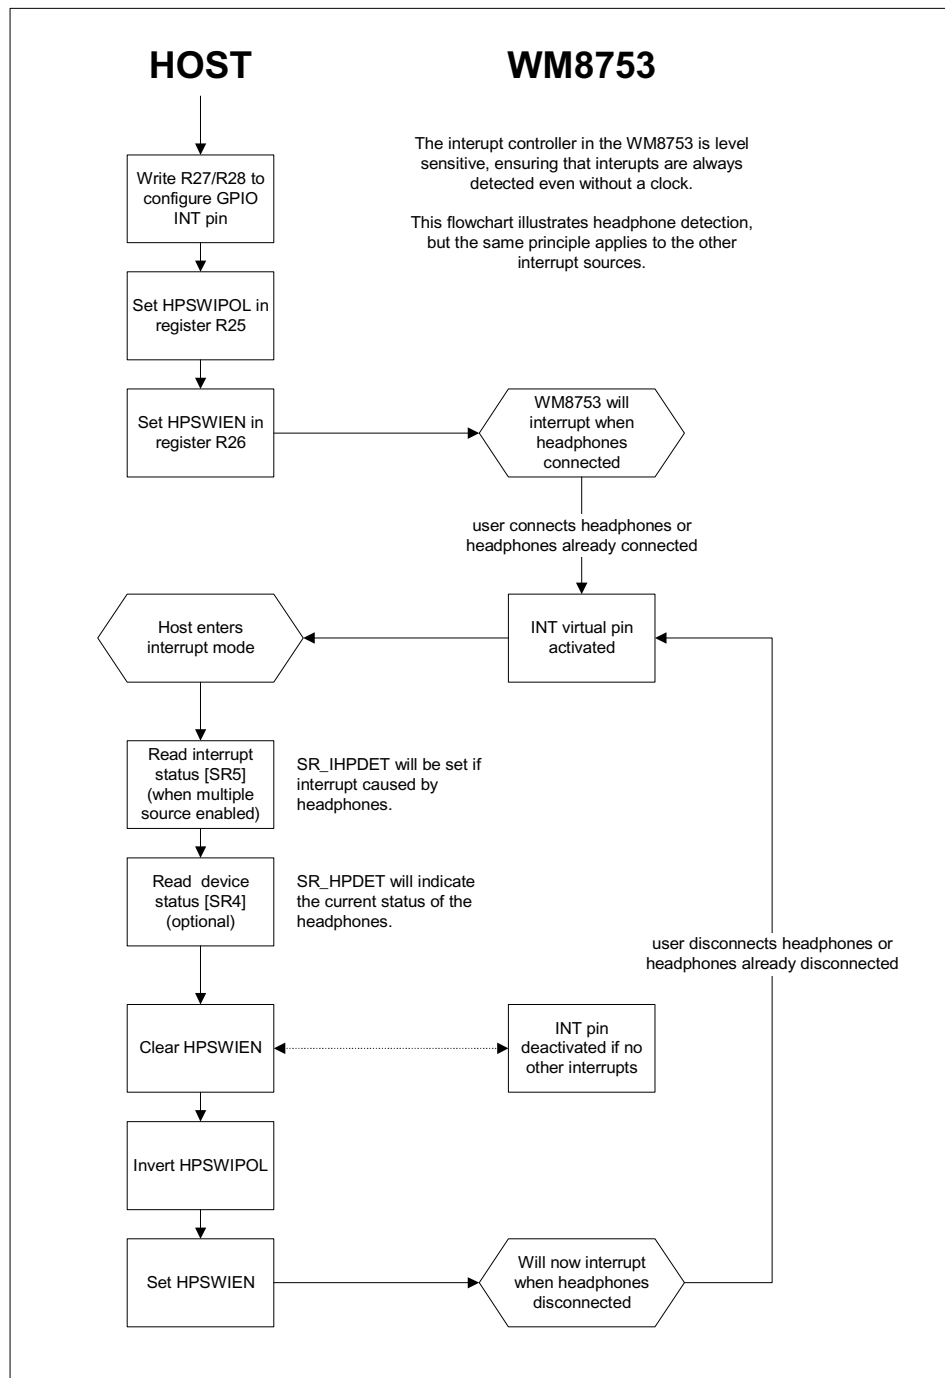 HOST
WM8753
The interupt controller in the WM8753 is level
sensitive, ensuring that interupts are always
detected even without a clock.
This flowchart illustrates headphone detection,
but the same principle applies to the other
interrupt sources.
Write R27/R28 to
configure GPIO
INT pin
Set HPSWIPOL in
register R25
Set HPSWIEN in
register R26
WM8753 will
interrupt when
headphones
connected
user connects headphones or
headphones already connected
Host enters
interrupt mode
INT virtual pin
activated
Read interrupt
status [SR5]
(when multiple
source enabled)
SR_IHPDET will be set if
interrupt caused by
headphones.
Read device
status [SR4]
(optional)
SR_HPDET will indicate
the current status of the
headphones.
user disconnects headphones or
headphones already disconnected
Clear HPSWIEN
INT pin
deactivated if no
other interrupts
Invert HPSWIPOL
Set HPSWIEN
Will now interrupt
when headphones
disconnected